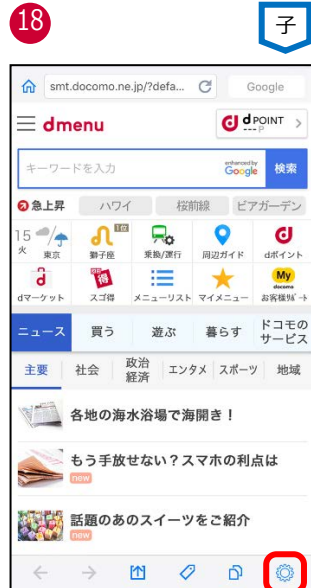 18
子
smt.docomo.ne.jp/?defa...
Google
dmenu
d POINT
---P
キーワードを入力
enhanced by Google
検索
急上昇 ハワイ 桜前線 ビアガーデン
15
火 東京
1位
獅子座
乗換/運行
周辺ガイド
dポイント
dマーケット
得
スゴ得
メニューリスト
マイメニュー
My docomo
お客様ｻﾎﾟｰﾄ
ニュース 買う 遊ぶ 暮らす ドコモの
サービス
主要 社会 政治
経済 エンタメ スポーツ 地域
各地の海水浴場で海開き！
もう手放せない？スマホの利点は
new
話題のあのスイーツをご紹介
new